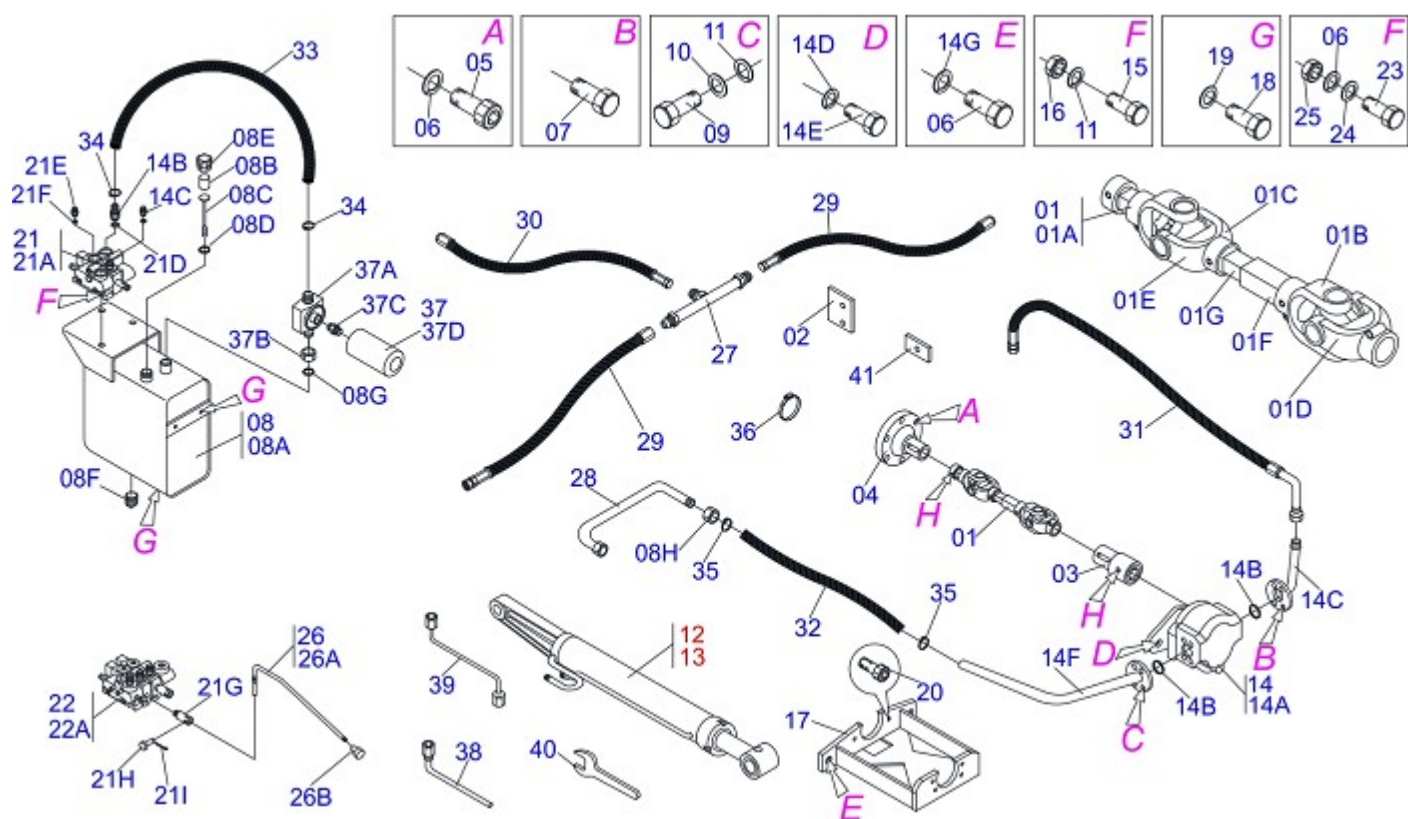 A
05
06
B
07
C
11
10
09
D
14D
14E
E
14G
06
F
15
16
11
G
19
18
F
06
23
25
24
33
34
21E
21F
14B
14C
08E
08B
08C
08D
21
21A
21D
F
34
37A
37C
37
37D
37B
08G
G
08
08A
08F
G
30
29
27
29
02
41
36
01
01A
01C
01B
01E
01G
01F
01D
31
A
04
H
01
03
H
28
08H
35
32
35
14B
14C
B
D
14F
14B
14
14A
C
26
26A
21G
22
22A
21H
21I
26B
39
38
12
13
40
17
20
E